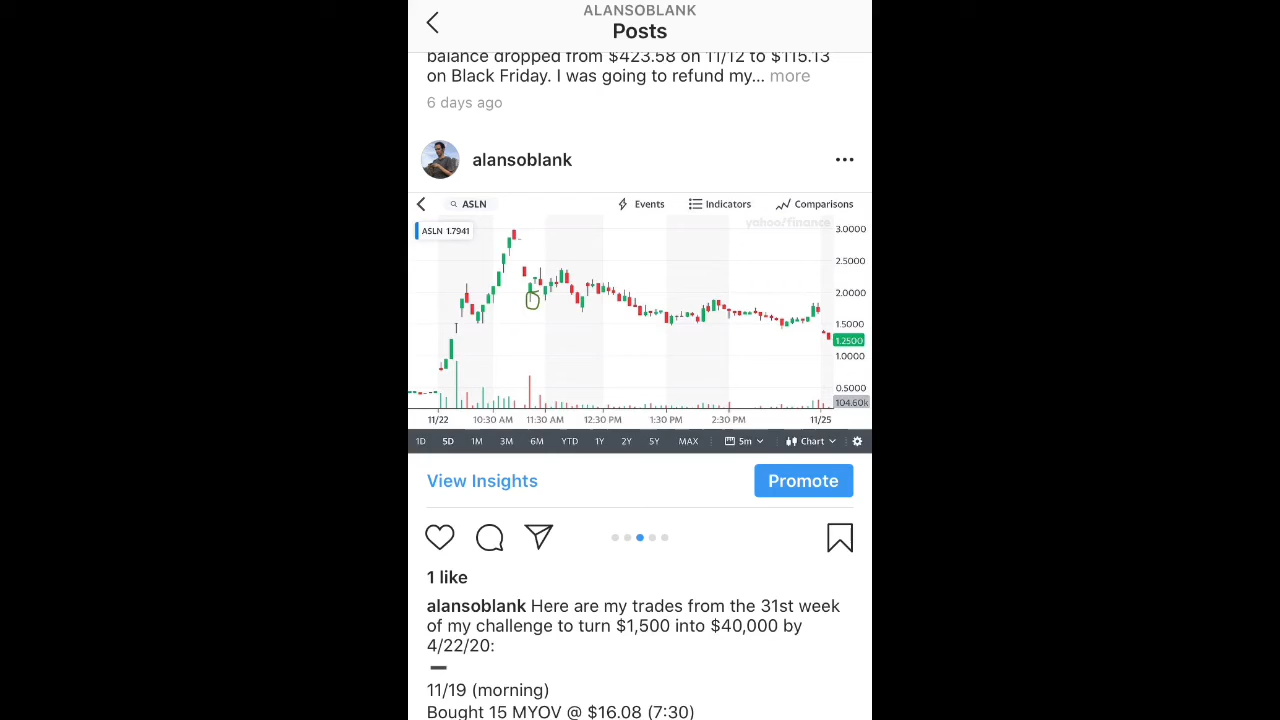 ALANSOBLANK
Posts
balance dropped from $423.58 on 11/12 to $115.13
on Black Friday. I was going to refund my... more
6 days ago
alansoblank
ASLN
Events
Indicators
Comparisons
yahoo!finance
ASLN 1.7941
3.0000
2.5000
2.0000
1.5000
1.2500
1.0000
0.5000
104.60k
11/22 10:30 AM 11:30 AM 12:30 PM 1:30 PM 2:30 PM 11/25
1D 5D 1M 3M 6M YTD 1Y 2Y 5Y MAX 5m Chart
View Insights
Promote
1 like
alansoblank Here are my trades from the 31st week
of my challenge to turn $1,500 into $40,000 by
4/22/20:
11/19 (morning)
Bought 15 MYOV @ $16.08 (7:30)